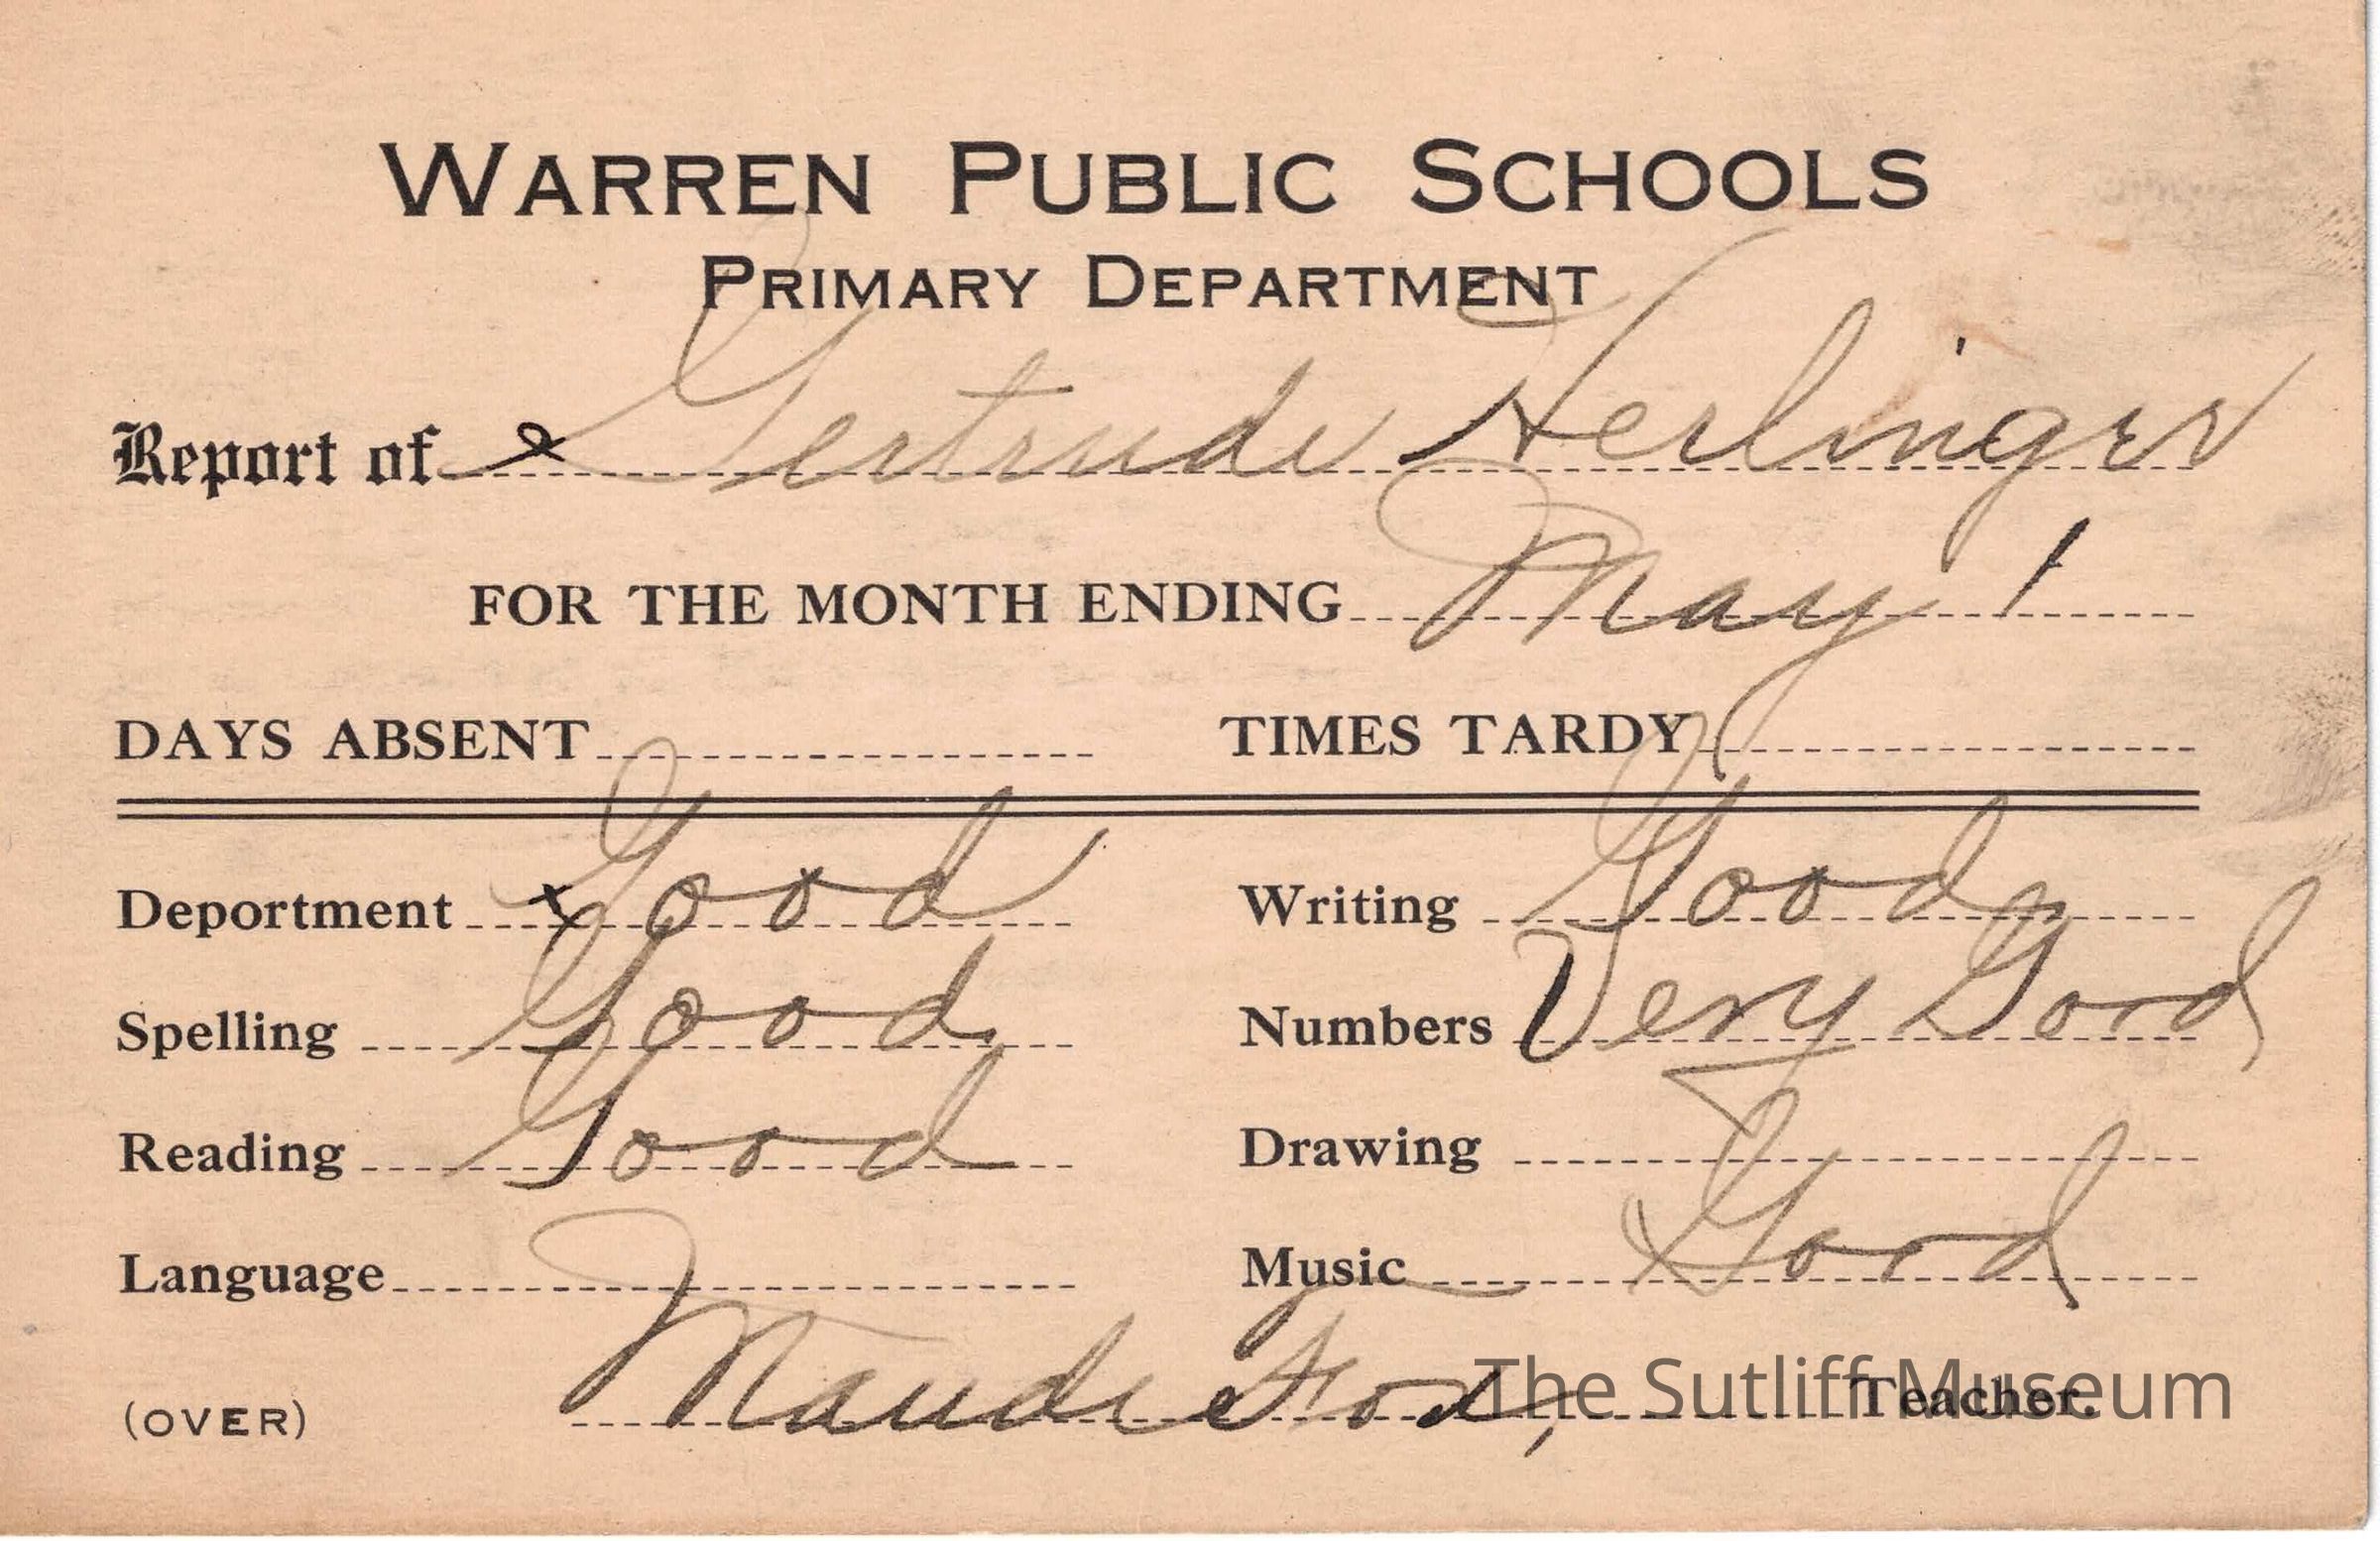 WARREN PUBLIC SCHOOLS
PRIMARY DEPARTMENT
Report of Gertrude Herlinger
FOR THE MONTH ENDING May 1
DAYS ABSENT TIMES TARDY
Deportment Good Writing Good
Spelling Good Numbers Very Good
Reading Good Drawing
Language Music Good
(OVER) Maude Teacher.
The Sutliff Museum